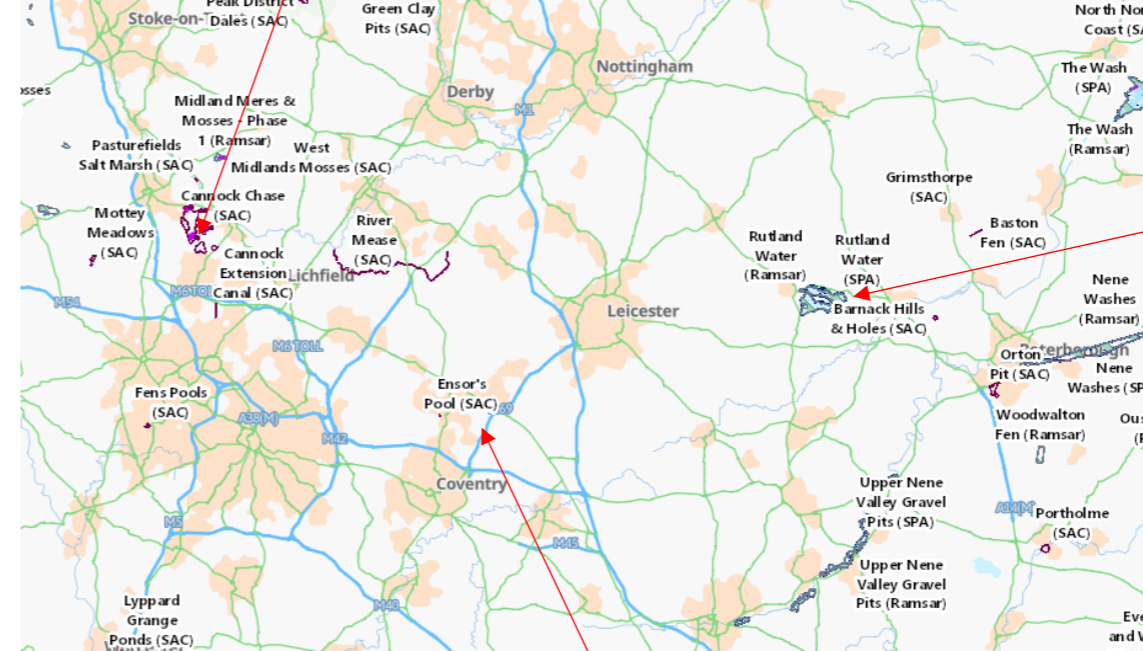 Peak District
Dales (SAC)
Stoke-on-T
Green Clay
Pits (SAC)
North No
Coast (SA
Nottingham
The Wash
(SPA)
Derby
M1
osses
Midland Meres &
Mosses - Phase
1 (Ramsar)
The Wash
(Ramsar)
Pasturefields
Salt Marsh (SAC)
West
Midlands Mosses (SAC)
Grimsthorpe
(SAC)
Cannock Chase
(SAC)
Mottey
Meadows
(SAC)
River
Mease
(SAC)
Baston
Fen (SAC)
Rutland
Water
(Ramsar)
Rutland
Water
(SPA)
Cannock
Extension
Canal (SAC)
Lichfield
Nene
Washes
(Ramsar)
M54
M6 TOL
Leicester
Barnack Hills
& Holes (SAC)
M6 TOLL
Orton
Pit (SAC)
terborough
Nene
Washes (SP
Ensor's
Pool (SAC)
69
Fens Pools
(SAC)
A38(M)
M42
Woodwalton
Fen (Ramsar)
Ous
Coventry
Upper Nene
Valley Gravel
Pits (SPA)
M5
A14(M)
Portholme
(SAC)
M45
Upper Nene
Valley Gravel
Pits (Ramsar)
M40
Lyppard
Grange
Ponds (SAC)
Eve
and W